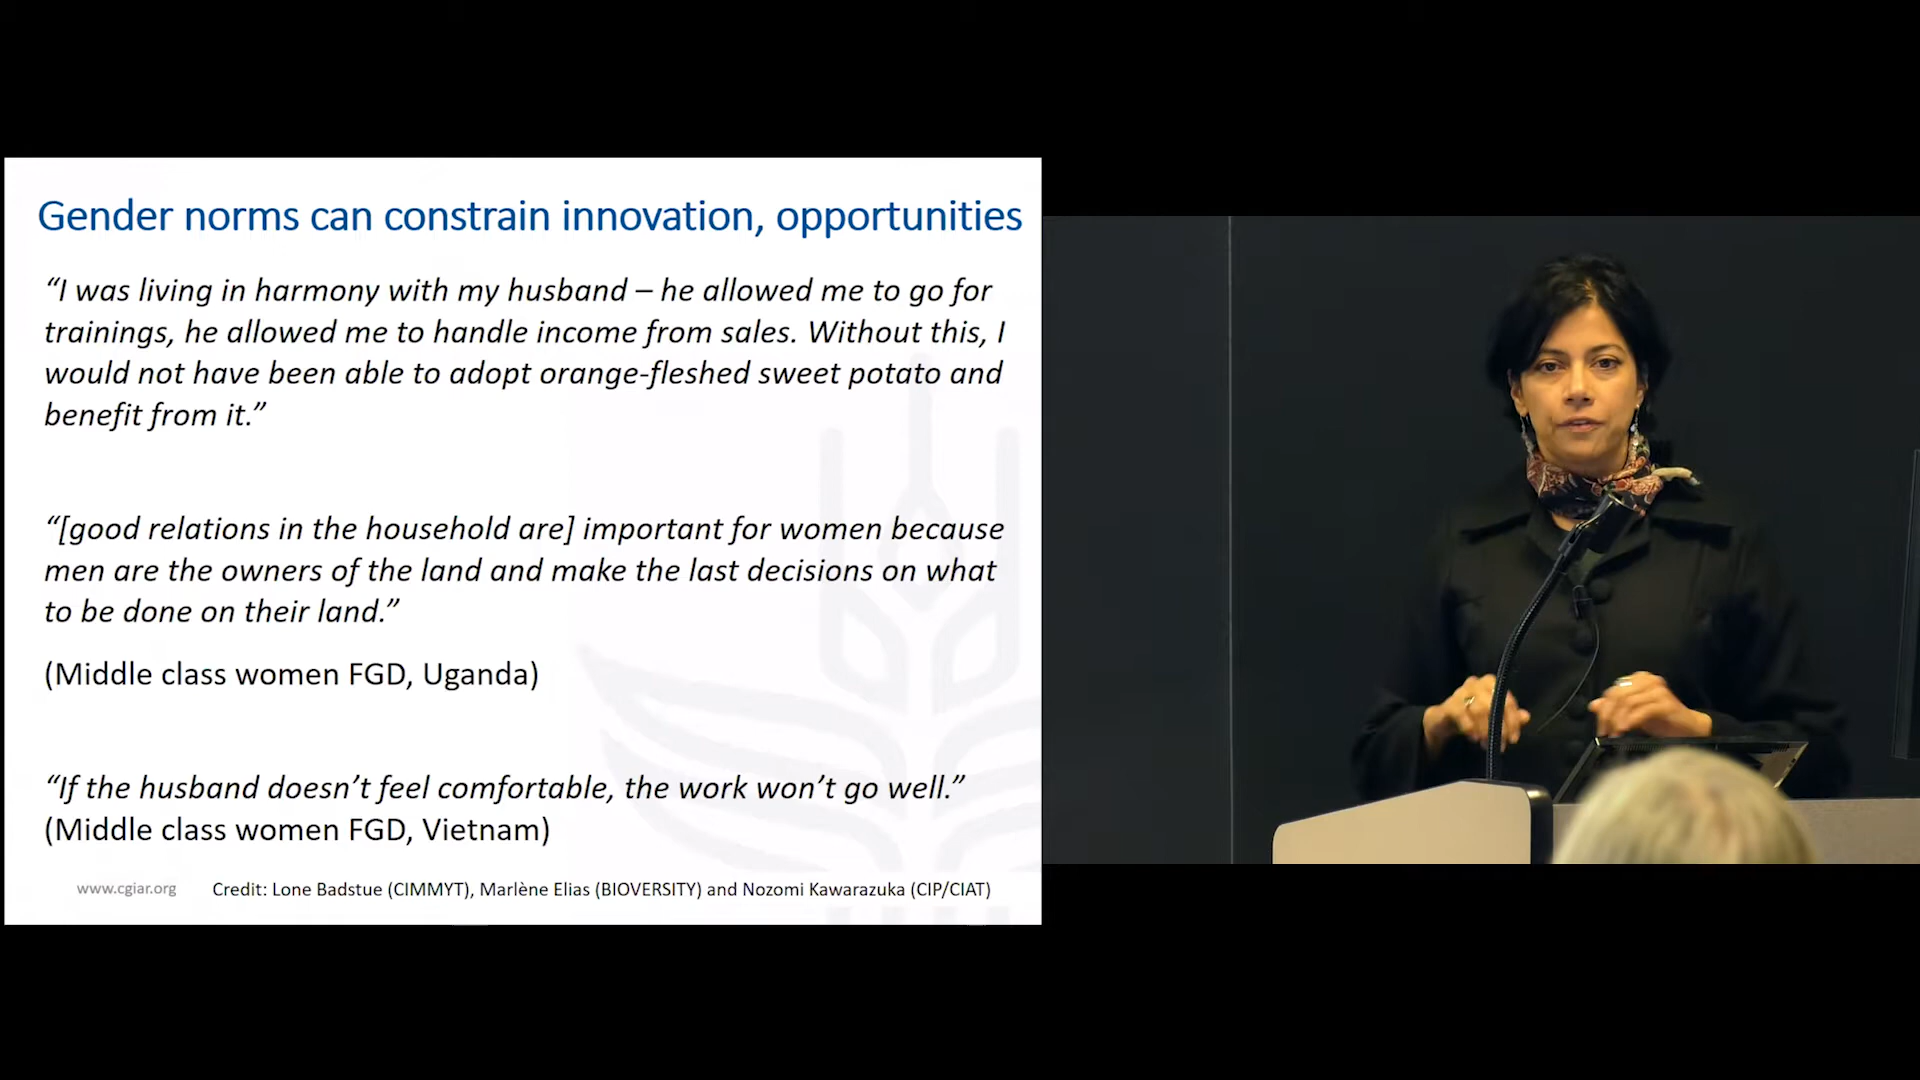 Gender norms can constrain innovation, opportunities
“I was living in harmony with my husband – he allowed me to go for
trainings, he allowed me to handle income from sales. Without this, I
would not have been able to adopt orange-fleshed sweet potato and
benefit from it.”
“[good relations in the household are] important for women because
men are the owners of the land and make the last decisions on what
to be done on their land.”
(Middle class women FGD, Uganda)
“If the husband doesn’t feel comfortable, the work won’t go well.”
(Middle class women FGD, Vietnam)
www.cgiar.org
Credit: Lone Badstue (CIMMYT), Marlène Elias (BIOVERSITY) and Nozomi Kawarazuka (CIP/CIAT)